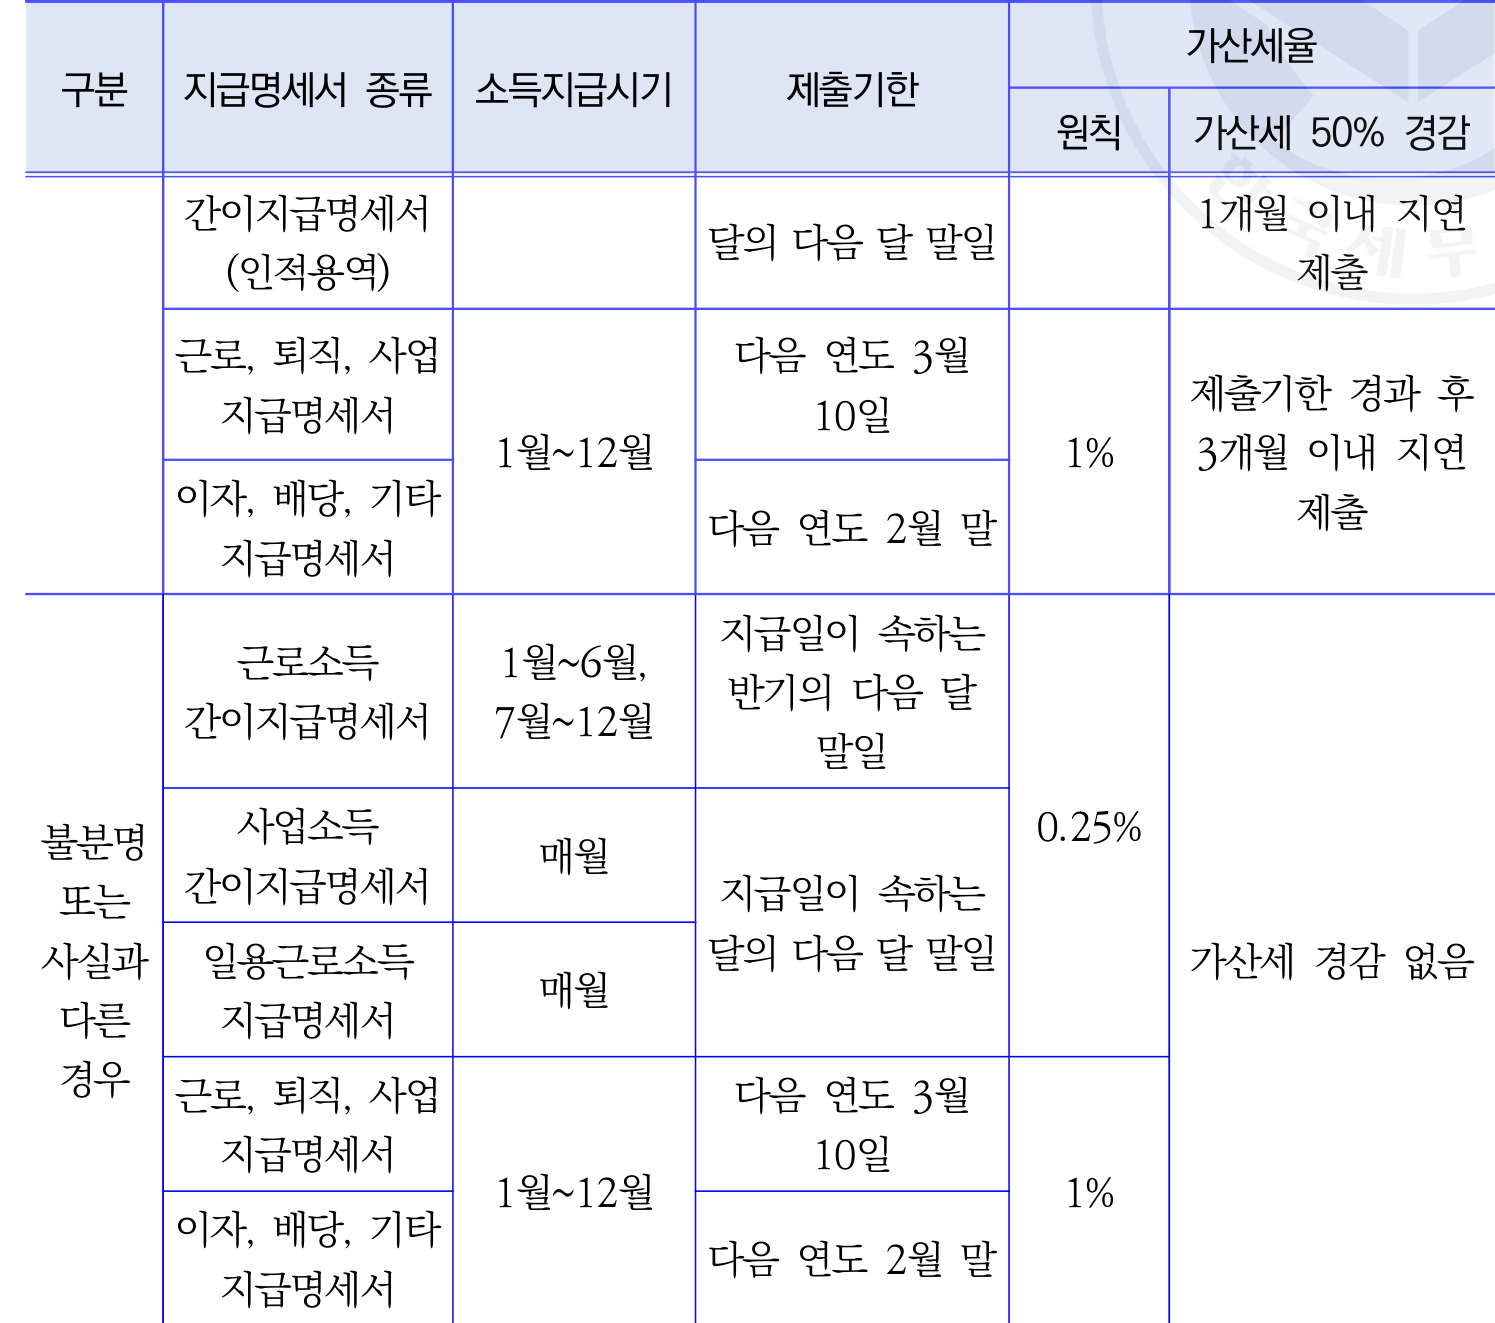 구분
지급명세서 종류
소득지급시기
제출기한
가산세율
원칙
가산세 50% 경감
간이지급명세서
(인적용역)
달의 다음 달 말일
1개월 이내 지연
제출
근로, 퇴직, 사업
지급명세서
1월~12월
다음 연도 3월
10일
1%
제출기한 경과 후
3개월 이내 지연
제출
이자, 배당, 기타
지급명세서
다음 연도 2월 말
불분명
또는
사실과
다른
경우
근로소득
간이지급명세서
1월~6월,
7월~12월
지급일이 속하는
반기의 다음 달
말일
0.25%
가산세 경감 없음
사업소득
간이지급명세서
매월
지급일이 속하는
달의 다음 달 말일
일용근로소득
지급명세서
매월
근로, 퇴직, 사업
지급명세서
1월~12월
다음 연도 3월
10일
1%
이자, 배당, 기타
지급명세서
다음 연도 2월 말
한국세무